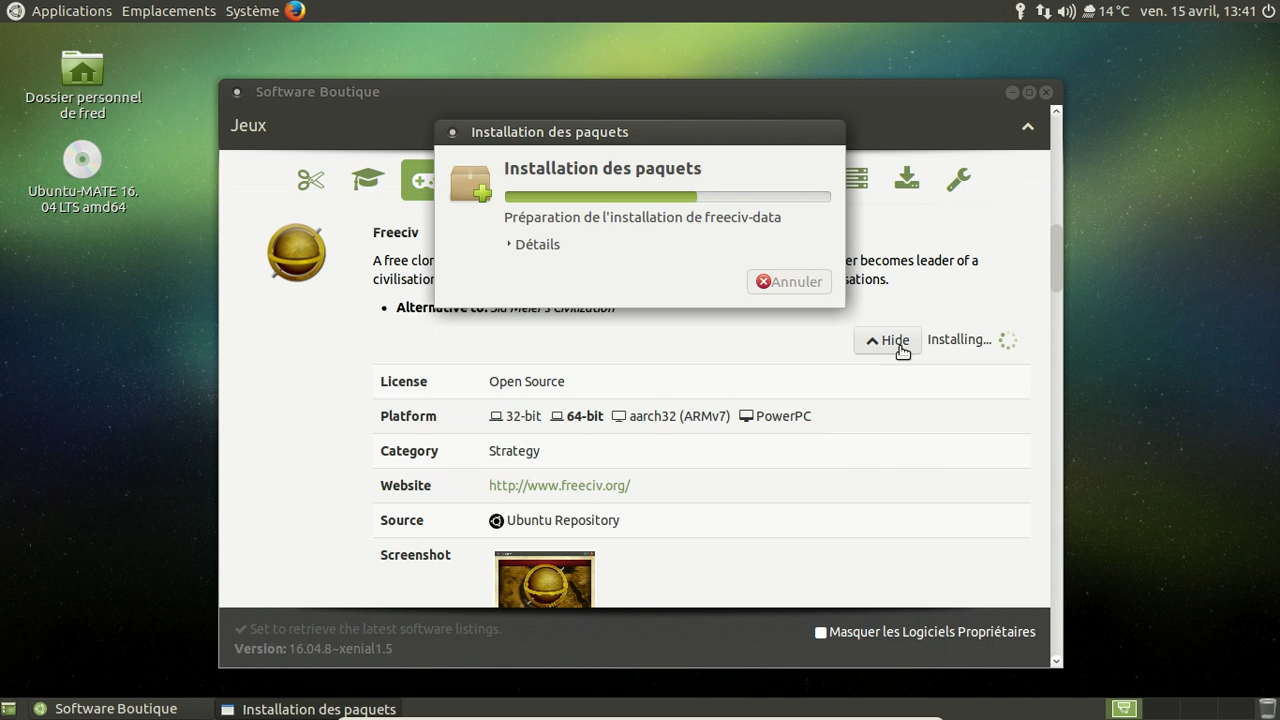 Applications Emplacements Système 14 °C ven. 15 avril, 13:41
Dossier personnel
de fred
Ubuntu-MATE 16.
04 LTS amd64
Software Boutique
Jeux
Installation des paquets
Installation des paquets
Préparation de l'installation de freeciv-data
Détails
Annuler
Freeciv
A free clon er becomes leader of a
civilisation sations.
Alternative to: Sid Meier's Civilization
Hide Installing...
License Open Source
Platform 32-bit 64-bit aarch32 (ARMv7) PowerPC
Category Strategy
Website http://www.freeciv.org/
Source Ubuntu Repository
Screenshot
Set to retrieve the latest software listings.
Version: 16.04.8~xenial1.5
Masquer les Logiciels Propriétaires
Software Boutique Installation des paquets